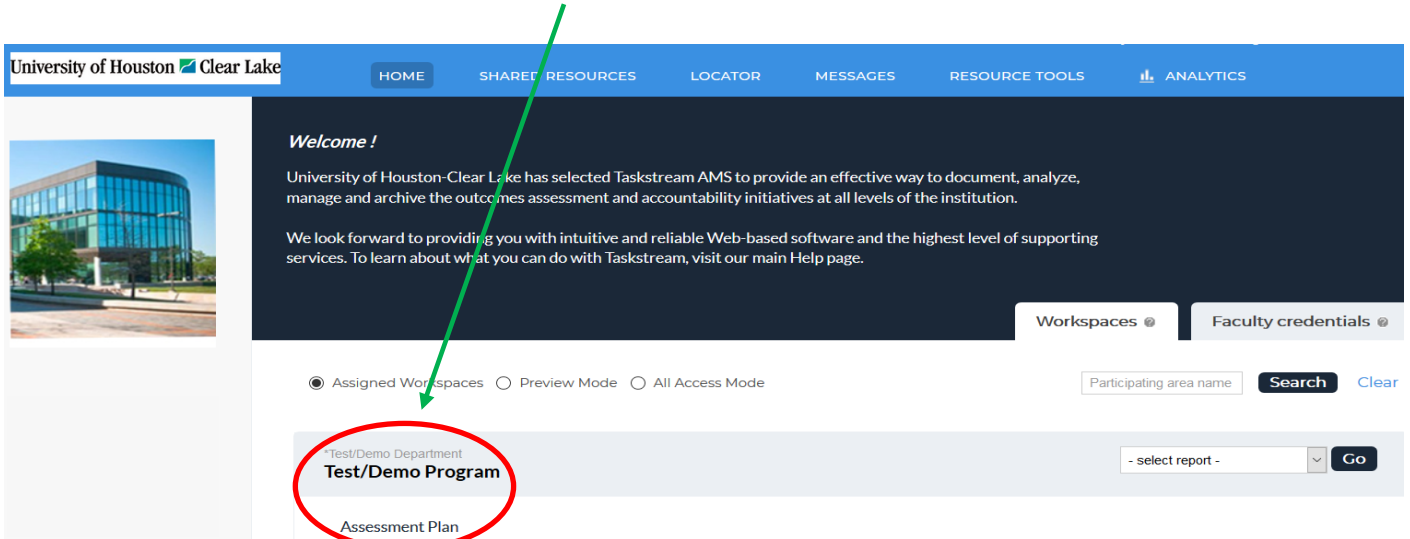 University of Houston Clear Lake
HOME SHARED RESOURCES LOCATOR MESSAGES RESOURCE TOOLS ANALYTICS
Welcome !
University of Houston-Clear Lake has selected Taskstream AMS to provide an effective way to document, analyze,
manage and archive the outcomes assessment and accountability initiatives at all levels of the institution.
We look forward to providing you with intuitive and reliable Web-based software and the highest level of supporting
services. To learn about what you can do with Taskstream, visit our main Help page.
Workspaces ? Faculty credentials ?
Assigned Workspaces Preview Mode All Access Mode
Participating area name Search Clear
*Test/Demo Department
Test/Demo Program
- select report - Go
Assessment Plan